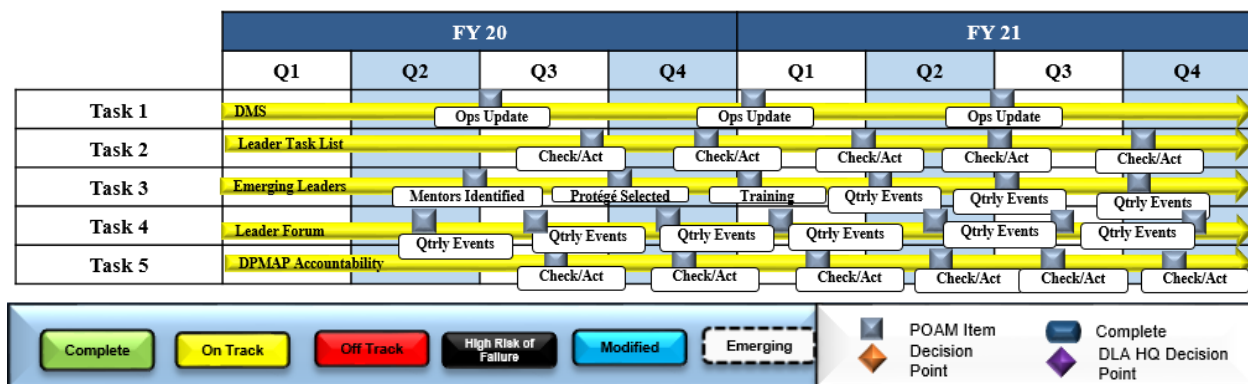 FY 20 FY 21
Q1 Q2 Q3 Q4 Q1 Q2 Q3 Q4
Task 1 DMS
Ops Update Ops Update Ops Update
Task 2 Leader Task List
Check/Act Check/Act Check/Act Check/Act Check/Act
Task 3 Emerging Leaders
Mentors Identified Protégé Selected Training Qtrly Events Qtrly Events Qtrly Events
Task 4 Leader Forum
Qtrly Events Qtrly Events Qtrly Events Qtrly Events Qtrly Events Qtrly Events
Task 5 DPMAP Accountability
Check/Act Check/Act Check/Act Check/Act Check/Act Check/Act
Complete
On Track
Off Track
High Risk of
Failure
Modified
Emerging
POAM Item
Decision
Point
Complete
DLA HQ Decision
Point